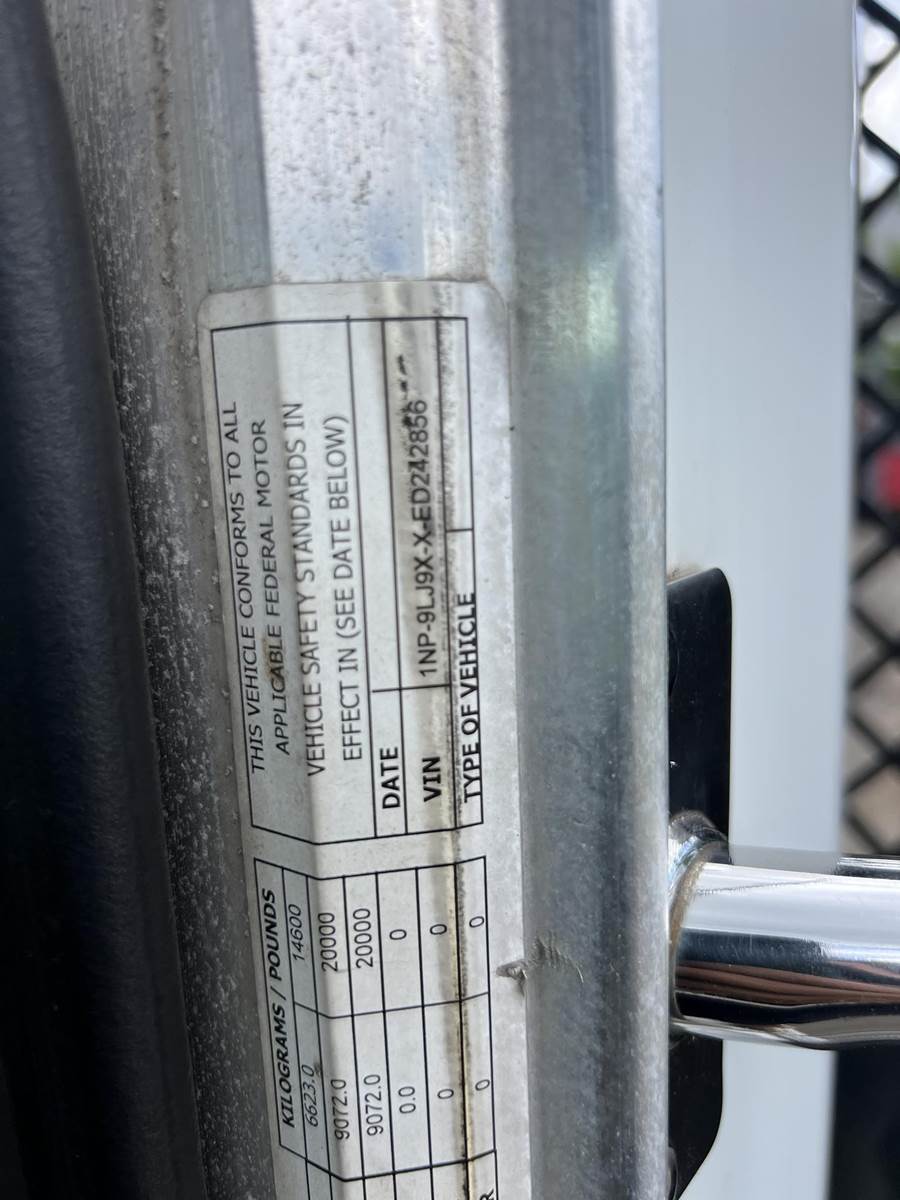 THIS VEHICLE CONFORMS TO ALL
APPLICABLE FEDERAL MOTOR
VEHICLE SAFETY STANDARDS IN
EFFECT IN (SEE DATE BELOW)
DATE
VIN 1NP-9LJ9X-X-ED242856
TYPE OF VEHICLE
KILOGRAMS / POUNDS
6623.0 14600
9072.0 20000
9072.0 20000
0.0 0
0 0
0 0
R